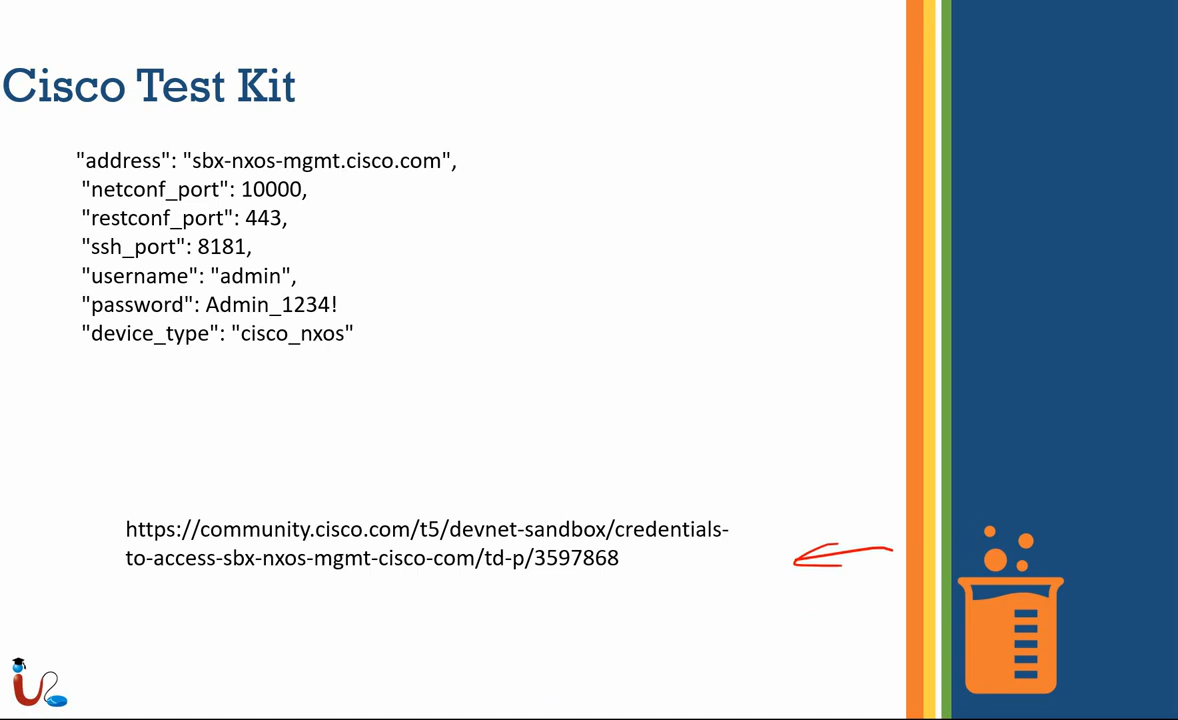 Cisco Test Kit
"address": "sbx-nxos-mgmt.cisco.com",
"netconf_port": 10000,
"restconf_port": 443,
"ssh_port": 8181,
"username": "admin",
"password": Admin_1234!
"device_type": "cisco_nxos"
https://community.cisco.com/t5/devnet-sandbox/credentials-
to-access-sbx-nxos-mgmt-cisco-com/td-p/3597868